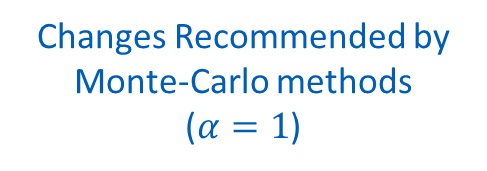 Changes Recommended by
Monte-Carlo methods
(𝛼 = 1)